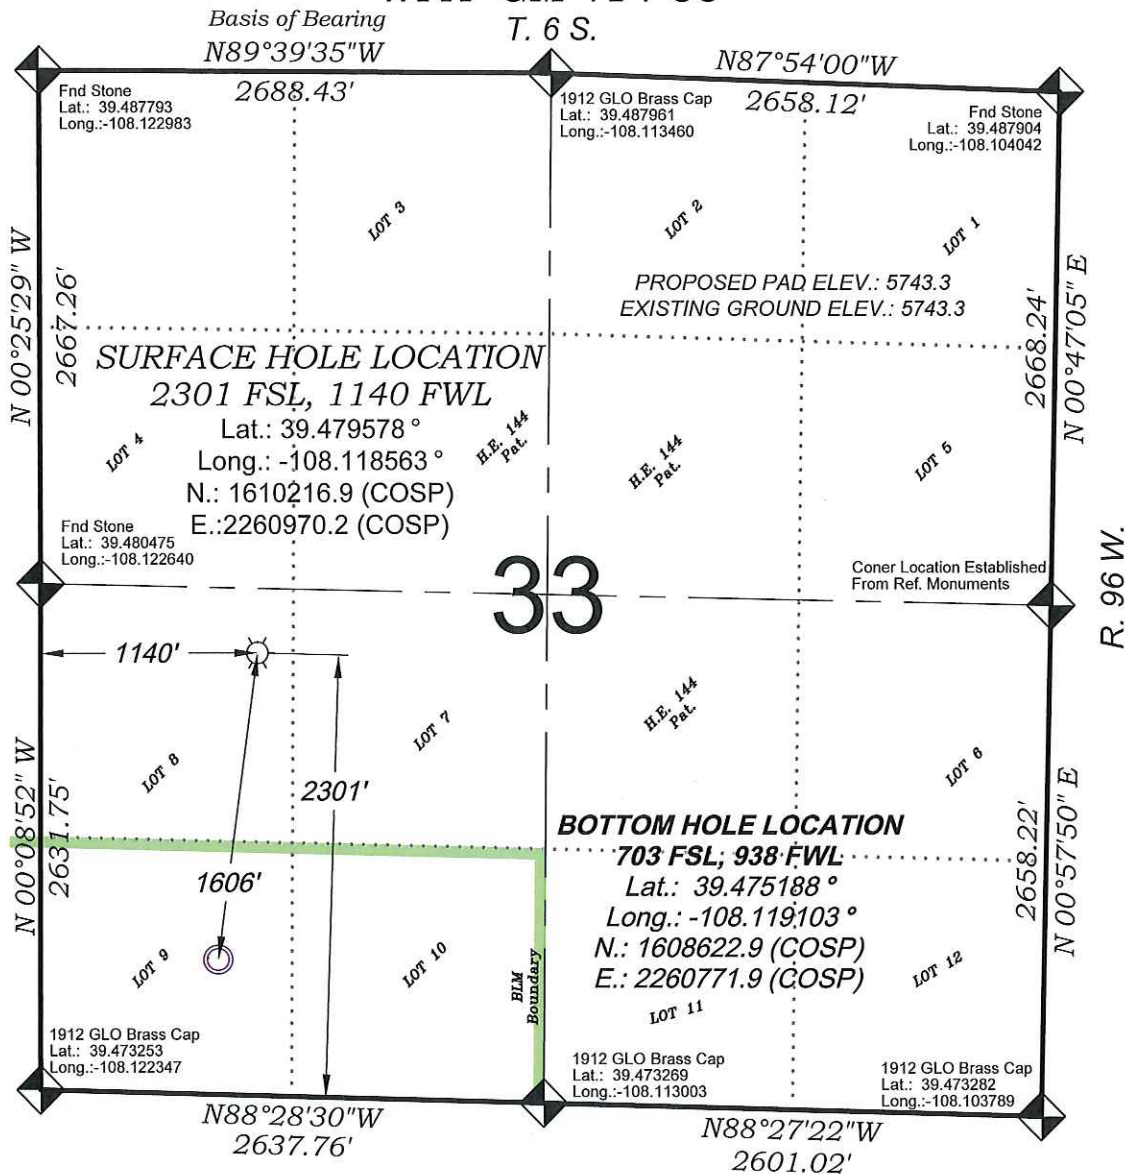 Basis of Bearing
T. 6 S.
N89°39'35"W
2688.43'
N87°54'00"W
2658.12'
Fnd Stone
Lat.: 39.487793
Long.:-108.122983
1912 GLO Brass Cap
Lat.: 39.487961
Long.:-108.113460
Fnd Stone
Lat.: 39.487904
Long.:-108.104042
LOT 3
LOT 2
LOT 1
N 00°25'29" W
2667.26'
PROPOSED PAD ELEV.: 5743.3
EXISTING GROUND ELEV.: 5743.3
2668.24'
N 00°47'05" E
SURFACE HOLE LOCATION
2301 FSL, 1140 FWL
Lat.: 39.479578 °
Long.: -108.118563 °
N.: 1610216.9 (COSP)
E.:2260970.2 (COSP)
LOT 4
H.E. 144
Pat.
H.E. 144
Pat.
LOT 5
Fnd Stone
Lat.: 39.480475
Long.:-108.122640
33
Coner Location Established
From Ref. Monuments
R. 96 W.
1140'
H.E. 144
Pat.
LOT 7
LOT 8
LOT 6
2301'
N 00°08'52" W
2631.75'
1606'
BOTTOM HOLE LOCATION
703 FSL, 938 FWL
Lat.: 39.475188 °
Long.: -108.119103 °
N.: 1608622.9 (COSP)
E.: 2260771.9 (COSP)
2658.22'
N 00°57'50" E
LOT 9
LOT 10
BLM
Boundary
LOT 11
LOT 12
1912 GLO Brass Cap
Lat.: 39.473253
Long.:-108.122347
1912 GLO Brass Cap
Lat.: 39.473269
Long.:-108.113003
1912 GLO Brass Cap
Lat.: 39.473282
Long.:-108.103789
N88°28'30"W
2637.76'
N88°27'22"W
2601.02'